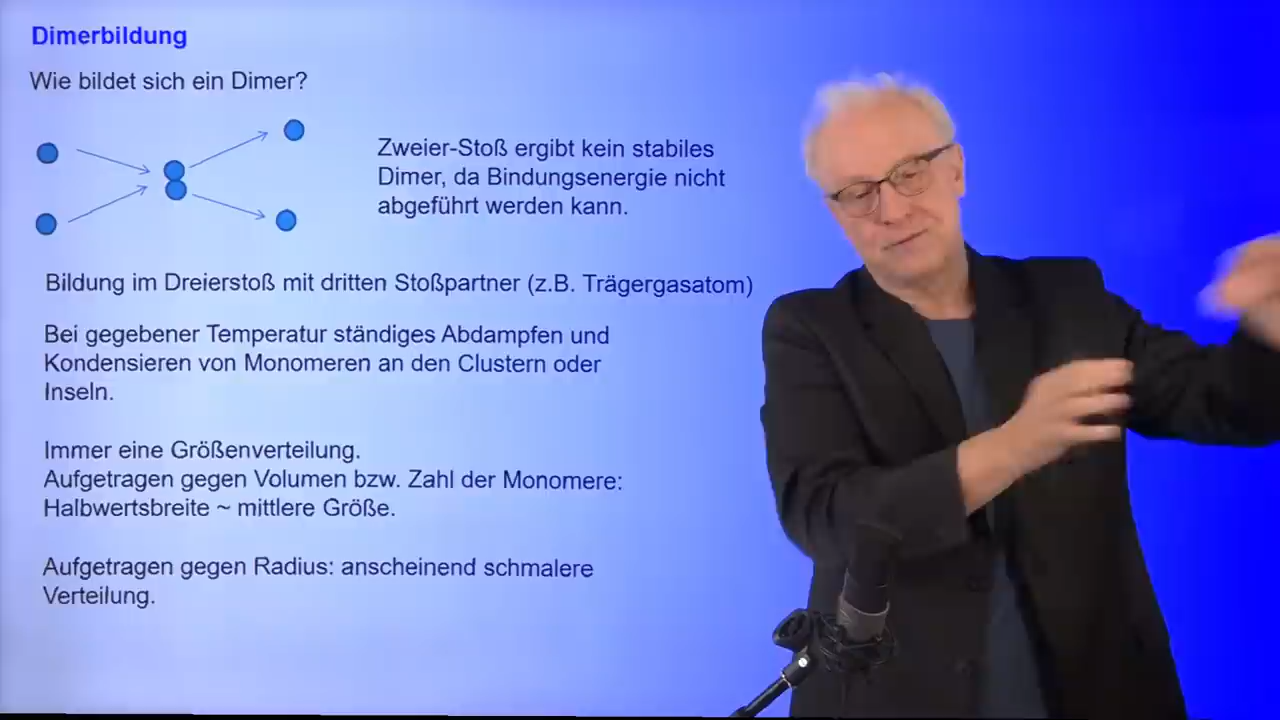 Dimerbildung
Wie bildet sich ein Dimer?
Zweier-Stoß ergibt kein stabiles
Dimer, da Bindungsenergie nicht
abgeführt werden kann.
Bildung im Dreierstoß mit dritten Stoßpartner (z.B. Trägergasatom)
Bei gegebener Temperatur ständiges Abdampfen und
Kondensieren von Monomeren an den Clustern oder
Inseln.
Immer eine Größenverteilung.
Aufgetragen gegen Volumen bzw. Zahl der Monomere:
Halbwertsbreite ~ mittlere Größe.
Aufgetragen gegen Radius: anscheinend schmalere
Verteilung.